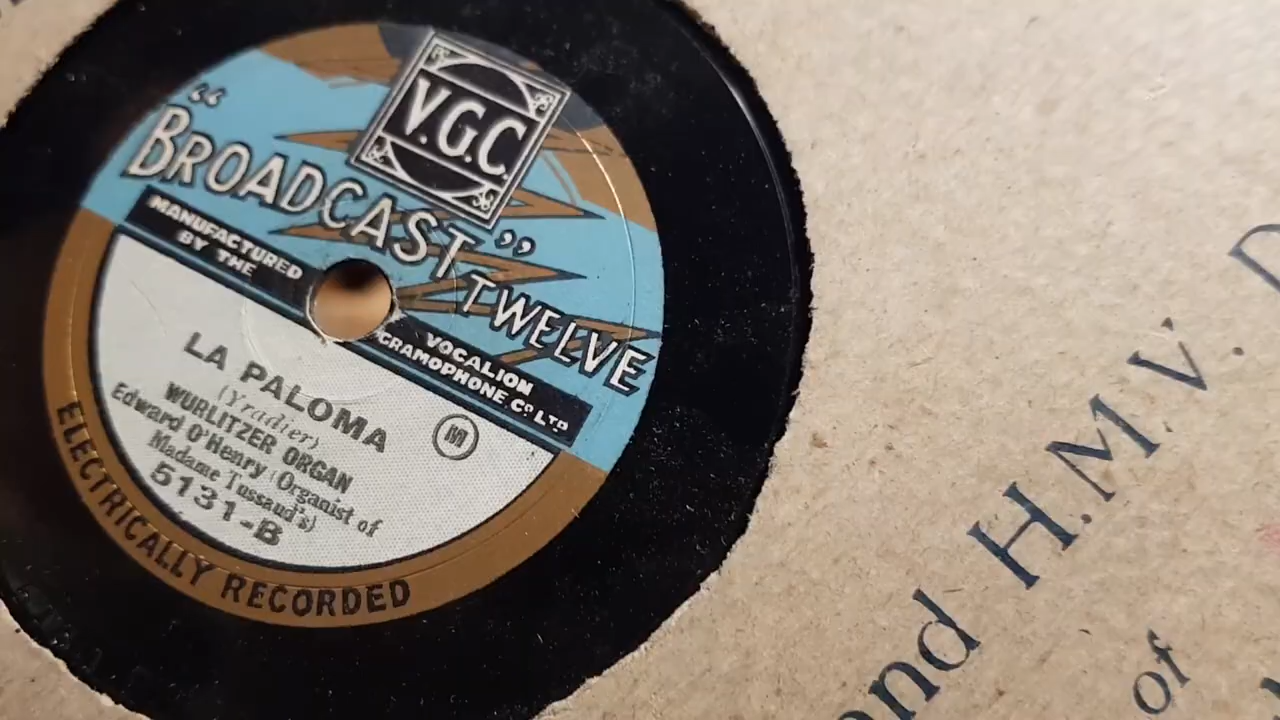 V.G.C.
"BROADCAST" TWELVE
MANUFACTURED
BY THE
VOCALION
GRAMOPHONE. Co. LTD
LA PALOMA
(Yradier)
WURLITZER ORGAN
Edward O'Henry (Organist of
Madame Tussaud's)
5131-B
M
ELECTRICALLY RECORDED
and H.M.V.
of